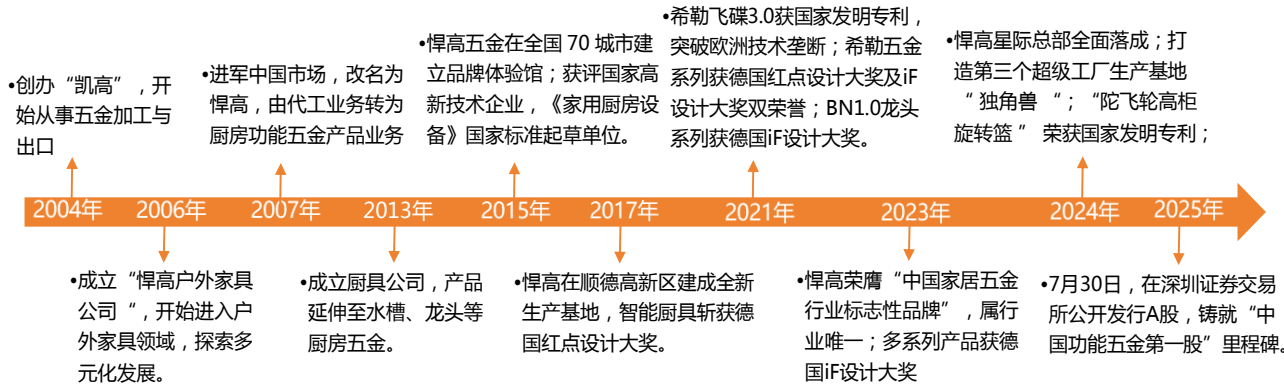 •创办“凯高”，开
始从事五金加工与
出口
•进军中国市场，改名为
悍高，由代工业务转为
厨房功能五金产品业务
•悍高五金在全国 70 城市建
立品牌体验馆；获评国家高
新技术企业，《家用厨房设
备》国家标准起草单位。
•希勒飞碟3.0获国家发明专利，
突破欧洲技术垄断；希勒五金
系列获德国红点设计大奖及iF
设计大奖双荣誉；BN1.0龙头
系列获德国iF设计大奖。
•悍高星际总部全面落成；打
造第三个超级工厂生产基地
“ 独角兽 “；“陀飞轮高柜
旋转篮 ” 荣获国家发明专利；
2004年 2006年 2007年 2013年 2015年 2017年 2021年 2023年 2024年 2025年
•成立“悍高户外家具
公司“，开始进入户
外家具领域，探索多
元化发展。
•成立厨具公司，产品
延伸至水槽、龙头等
厨房五金。
•悍高在顺德高新区建成全新
生产基地，智能厨具斩获德
国红点设计大奖。
•悍高荣膺“中国家居五金
行业标志性品牌”，属行
业唯一；多系列产品获德
国iF设计大奖
•7月30日，在深圳证券交易
所公开发行A股，铸就“中
国功能五金第一股”里程碑。